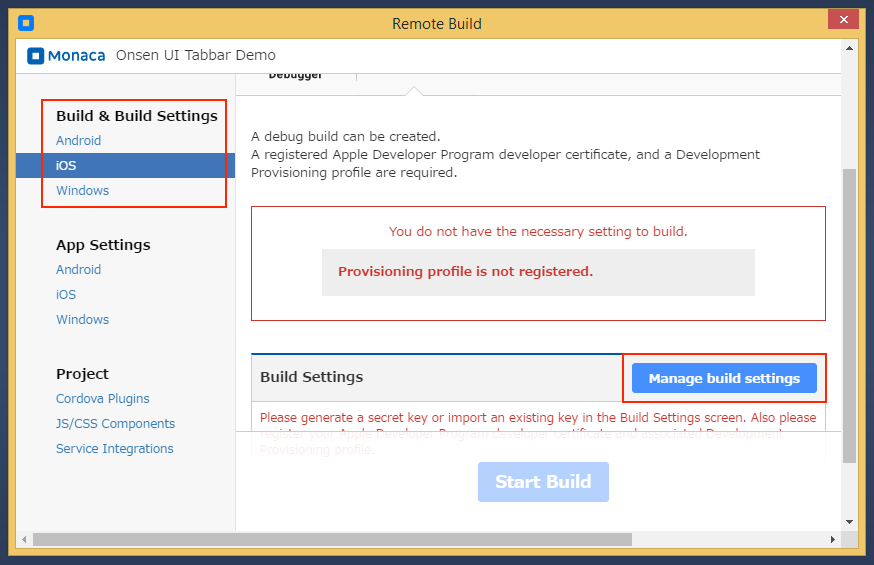 Remote Build
Monaca Onsen UI Tabbar Demo
Build & Build Settings
Android
iOS
Windows
App Settings
Android
iOS
Windows
Project
Cordova Plugins
JS/CSS Components
Service Integrations
Debugger
A debug build can be created.
A registered Apple Developer Program developer certificate, and a Development
Provisioning profile are required.
You do not have the necessary setting to build.
Provisioning profile is not registered.
Build Settings
Manage build settings
Please generate a secret key or import an existing key in the Build Settings screen. Also please
register your Apple Developer Program developer certificate and associated Development
Provisioning profile.
Start Build